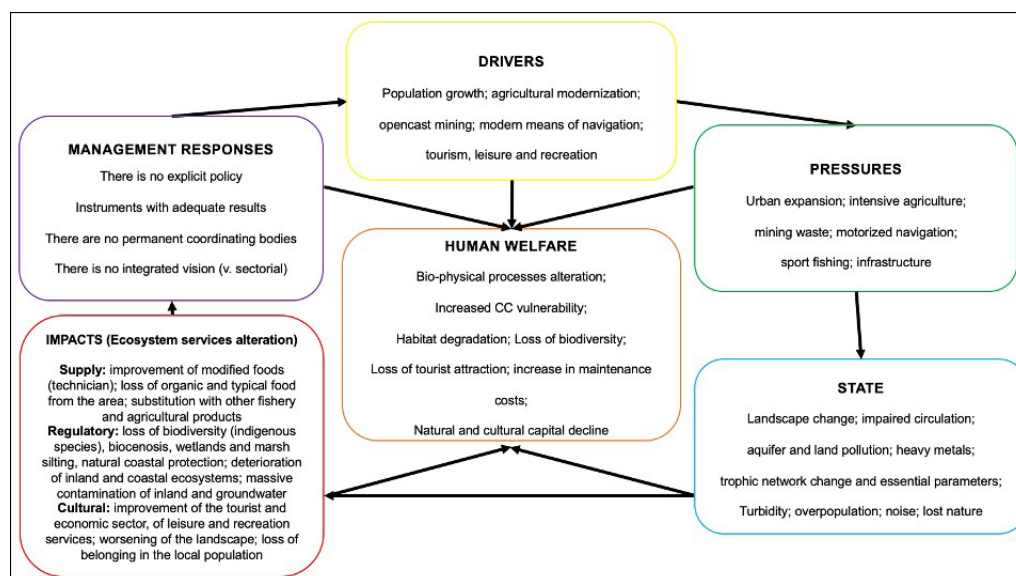 DRIVERS
Population growth; agricultural modernization;
opencast mining; modern means of navigation;
tourism, leisure and recreation
MANAGEMENT RESPONSES
There is no explicit policy
Instruments with adequate results
There are no permanent coordinating bodies
There is no integrated vision (v. sectorial)
PRESSURES
Urban expansion; intensive agriculture;
mining waste; motorized navigation;
sport fishing; infrastructure
HUMAN WELFARE
Bio-physical processes alteration;
Increased CC vulnerability;
Habitat degradation; Loss of biodiversity;
Loss of tourist attraction; increase in maintenance
costs;
Natural and cultural capital decline
IMPACTS (Ecosystem services alteration)
Supply: improvement of modified foods
(technician); loss of organic and typical food
from the area; substitution with other fishery
and agricultural products
Regulatory: loss of biodiversity (indigenous
species), biocenosis, wetlands and marsh
silting, natural coastal protection; deterioration
of inland and coastal ecosystems; massive
contamination of inland and groundwater
Cultural: improvement of the tourist and
economic sector, of leisure and recreation
services; worsening of the landscape; loss of
belonging in the local population
STATE
Landscape change; impaired circulation;
aquifer and land pollution; heavy metals;
trophic network change and essential parameters;
Turbidity; overpopulation; noise; lost nature